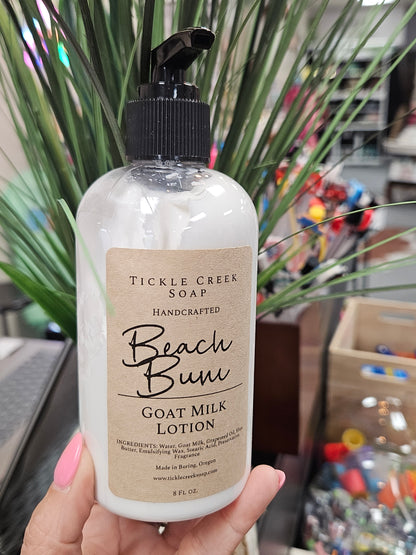 TICKLE CREEK
SOAP
HANDCRAFTED
Beach
Bum
GOAT MILK
LOTION
INGREDIENTS: Water, Goat Milk, Grapeseed Oil, Shea
Butter, Emulsifying Wax, Stearic Acid, Preservative,
Fragrance
Made in Boring, Oregon
www.ticklecreeksoap.com
8 FL OZ.